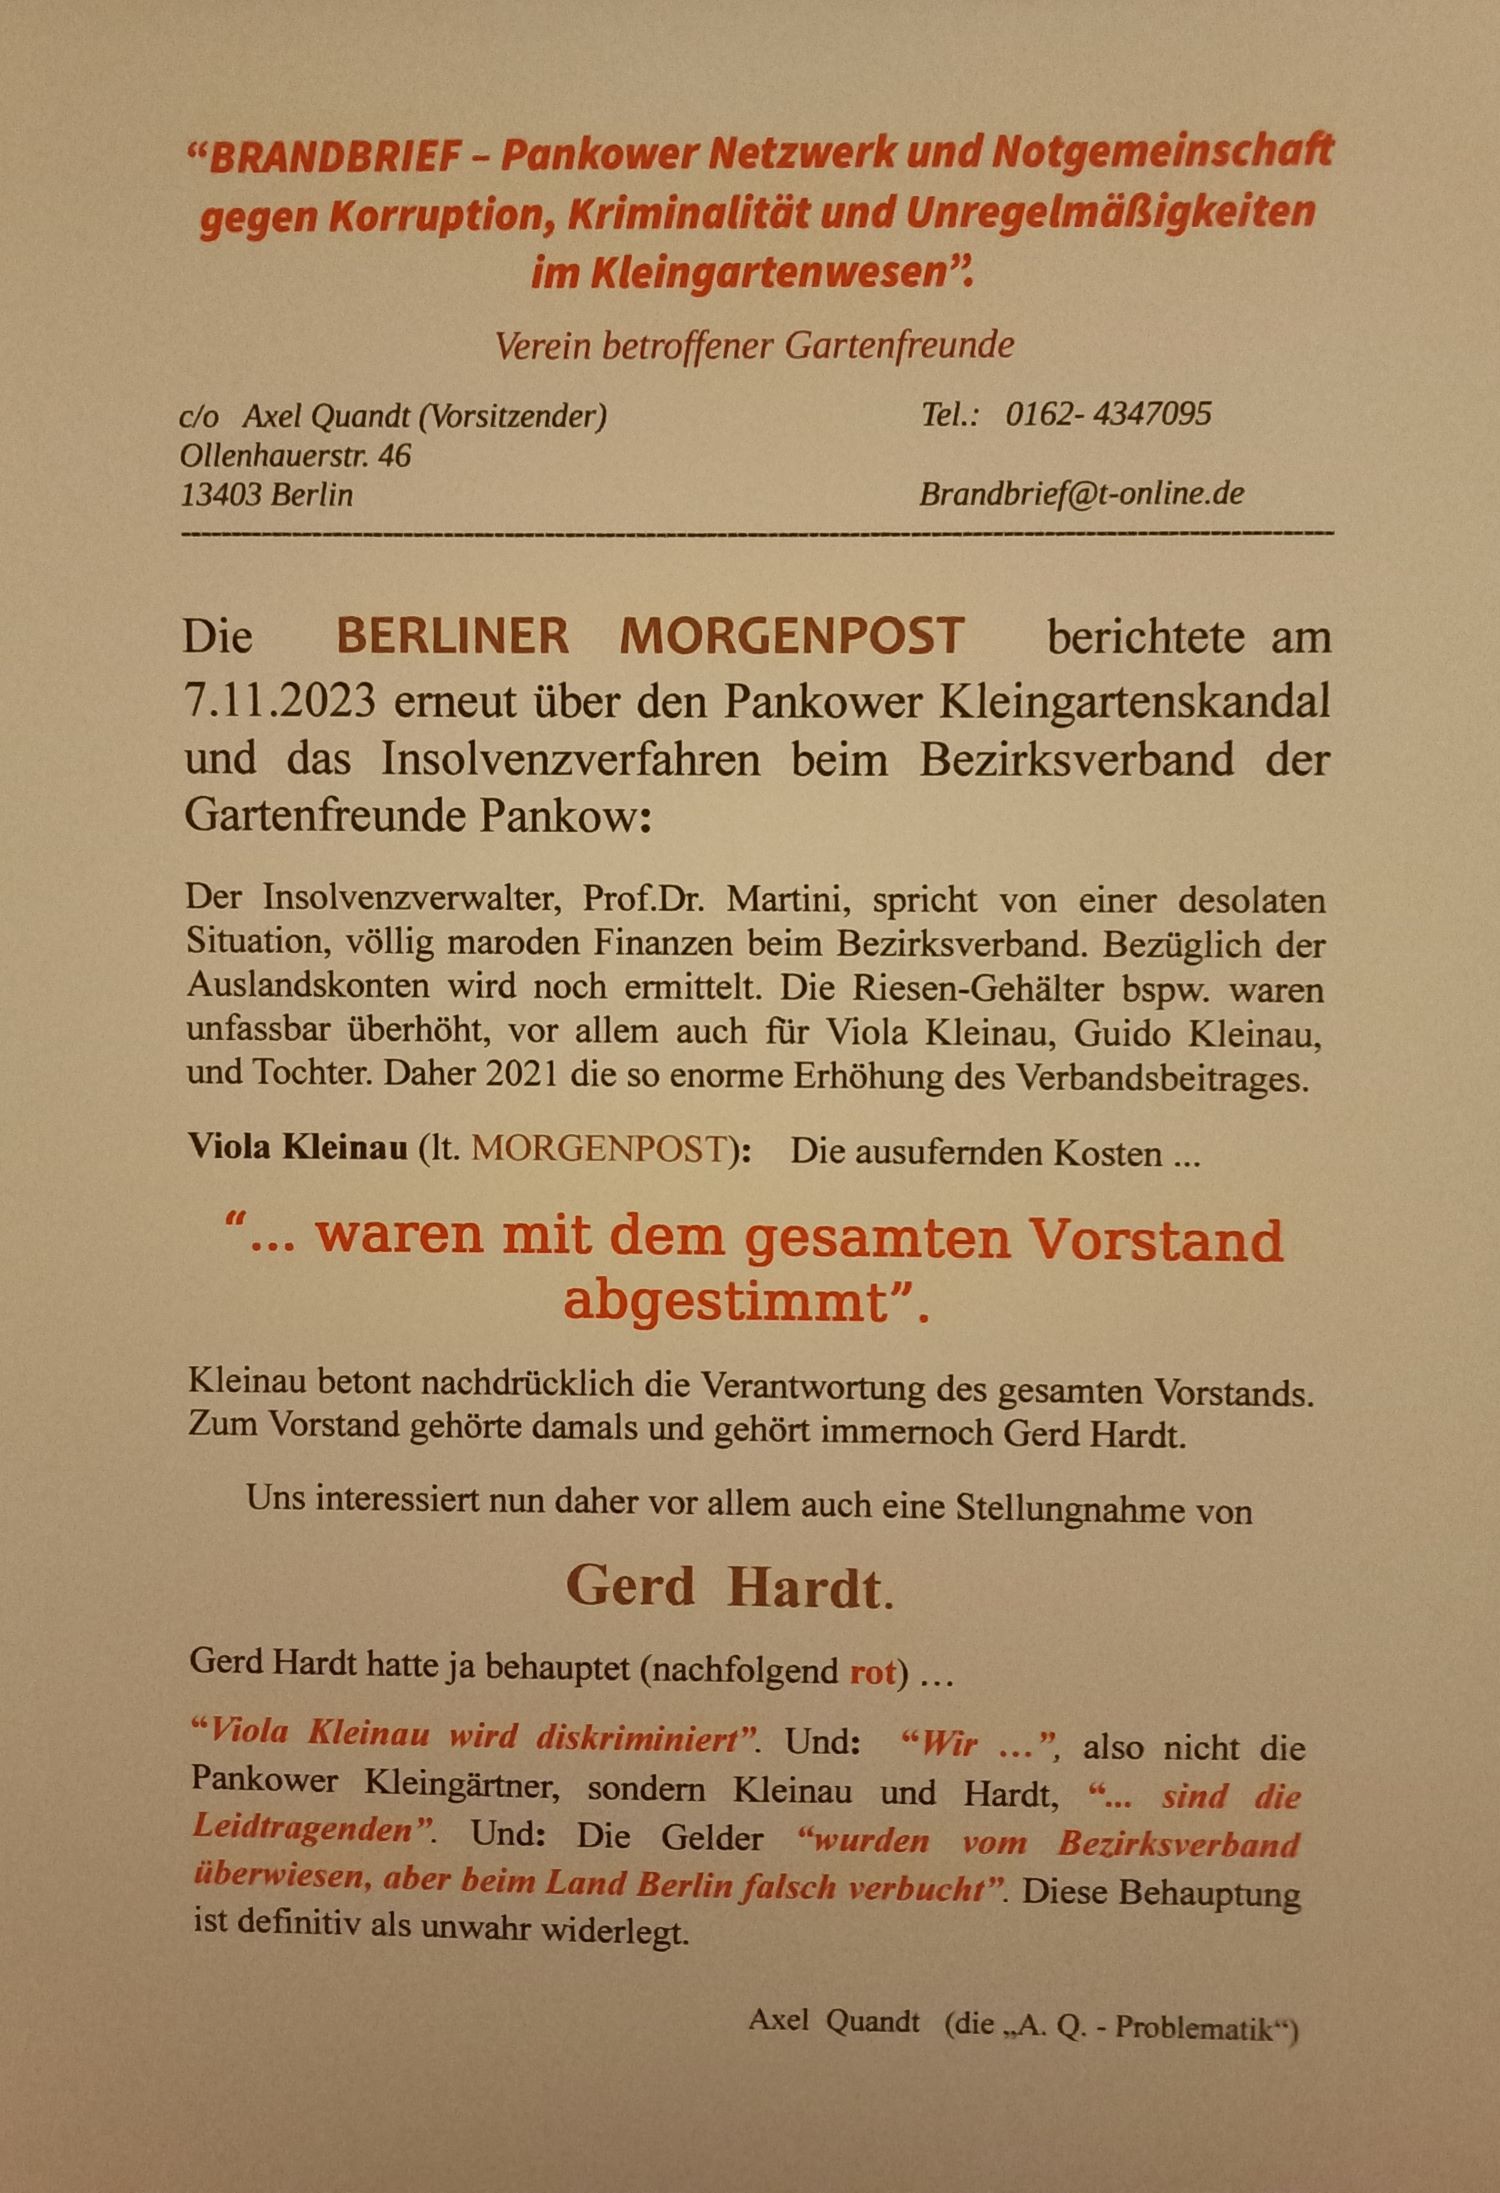 “BRANDBRIEF – Pankower Netzwerk und Notgemeinschaft
gegen Korruption, Kriminalität und Unregelmäßigkeiten
im Kleingartenwesen”.
Verein betroffener Gartenfreunde
c/o Axel Quandt (Vorsitzender) Tel.: 0162- 4347095
Ollenhauerstr. 46
13403 Berlin Brandbrief@t-online.de
Die BERLINER MORGENPOST berichtete am
7.11.2023 erneut über den Pankower Kleingartenskandal
und das Insolvenzverfahren beim Bezirksverband der
Gartenfreunde Pankow:
Der Insolvenzverwalter, Prof.Dr. Martini, spricht von einer desolaten
Situation, völlig maroden Finanzen beim Bezirksverband. Bezüglich der
Auslandskonten wird noch ermittelt. Die Riesen-Gehälter bspw. waren
unfassbar überhöht, vor allem auch für Viola Kleinau, Guido Kleinau,
und Tochter. Daher 2021 die so enorme Erhöhung des Verbandsbeitrages.
Viola Kleinau (lt. MORGENPOST): Die ausufernden Kosten ...
“... waren mit dem gesamten Vorstand
abgestimmt”.
Kleinau betont nachdrücklich die Verantwortung des gesamten Vorstands.
Zum Vorstand gehörte damals und gehört immernoch Gerd Hardt.
Uns interessiert nun daher vor allem auch eine Stellungnahme von
Gerd Hardt.
Gerd Hardt hatte ja behauptet (nachfolgend rot) …
“Viola Kleinau wird diskriminiert”. Und: “Wir …”, also nicht die
Pankower Kleingärtner, sondern Kleinau und Hardt, “... sind die
Leidtragenden”. Und: Die Gelder “wurden vom Bezirksverband
überwiesen, aber beim Land Berlin falsch verbucht”. Diese Behauptung
ist definitiv als unwahr widerlegt.
Axel Quandt (die „A. Q. - Problematik“)